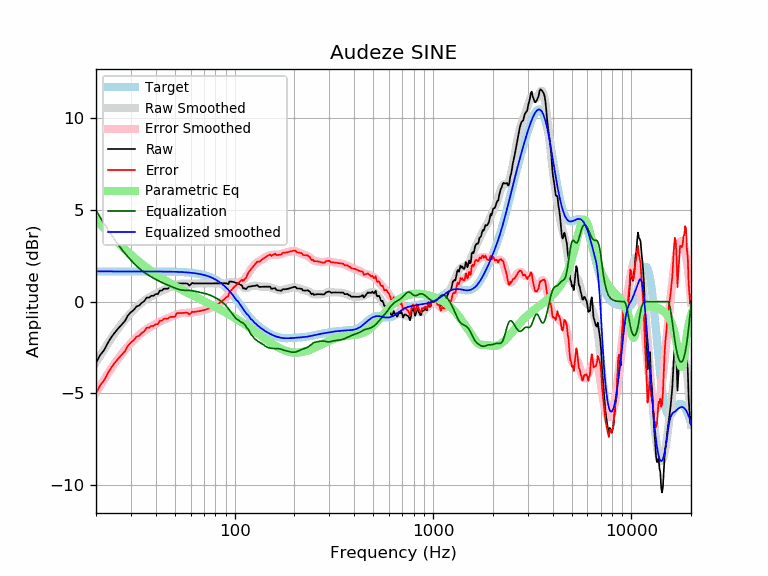 Audeze SINE
Target
Raw Smoothed
Error Smoothed
Raw
Error
Parametric Eq
Equalization
Equalized smoothed
Amplitude (dBr)
10
5
0
−5
−10
100
1000
10000
Frequency (Hz)